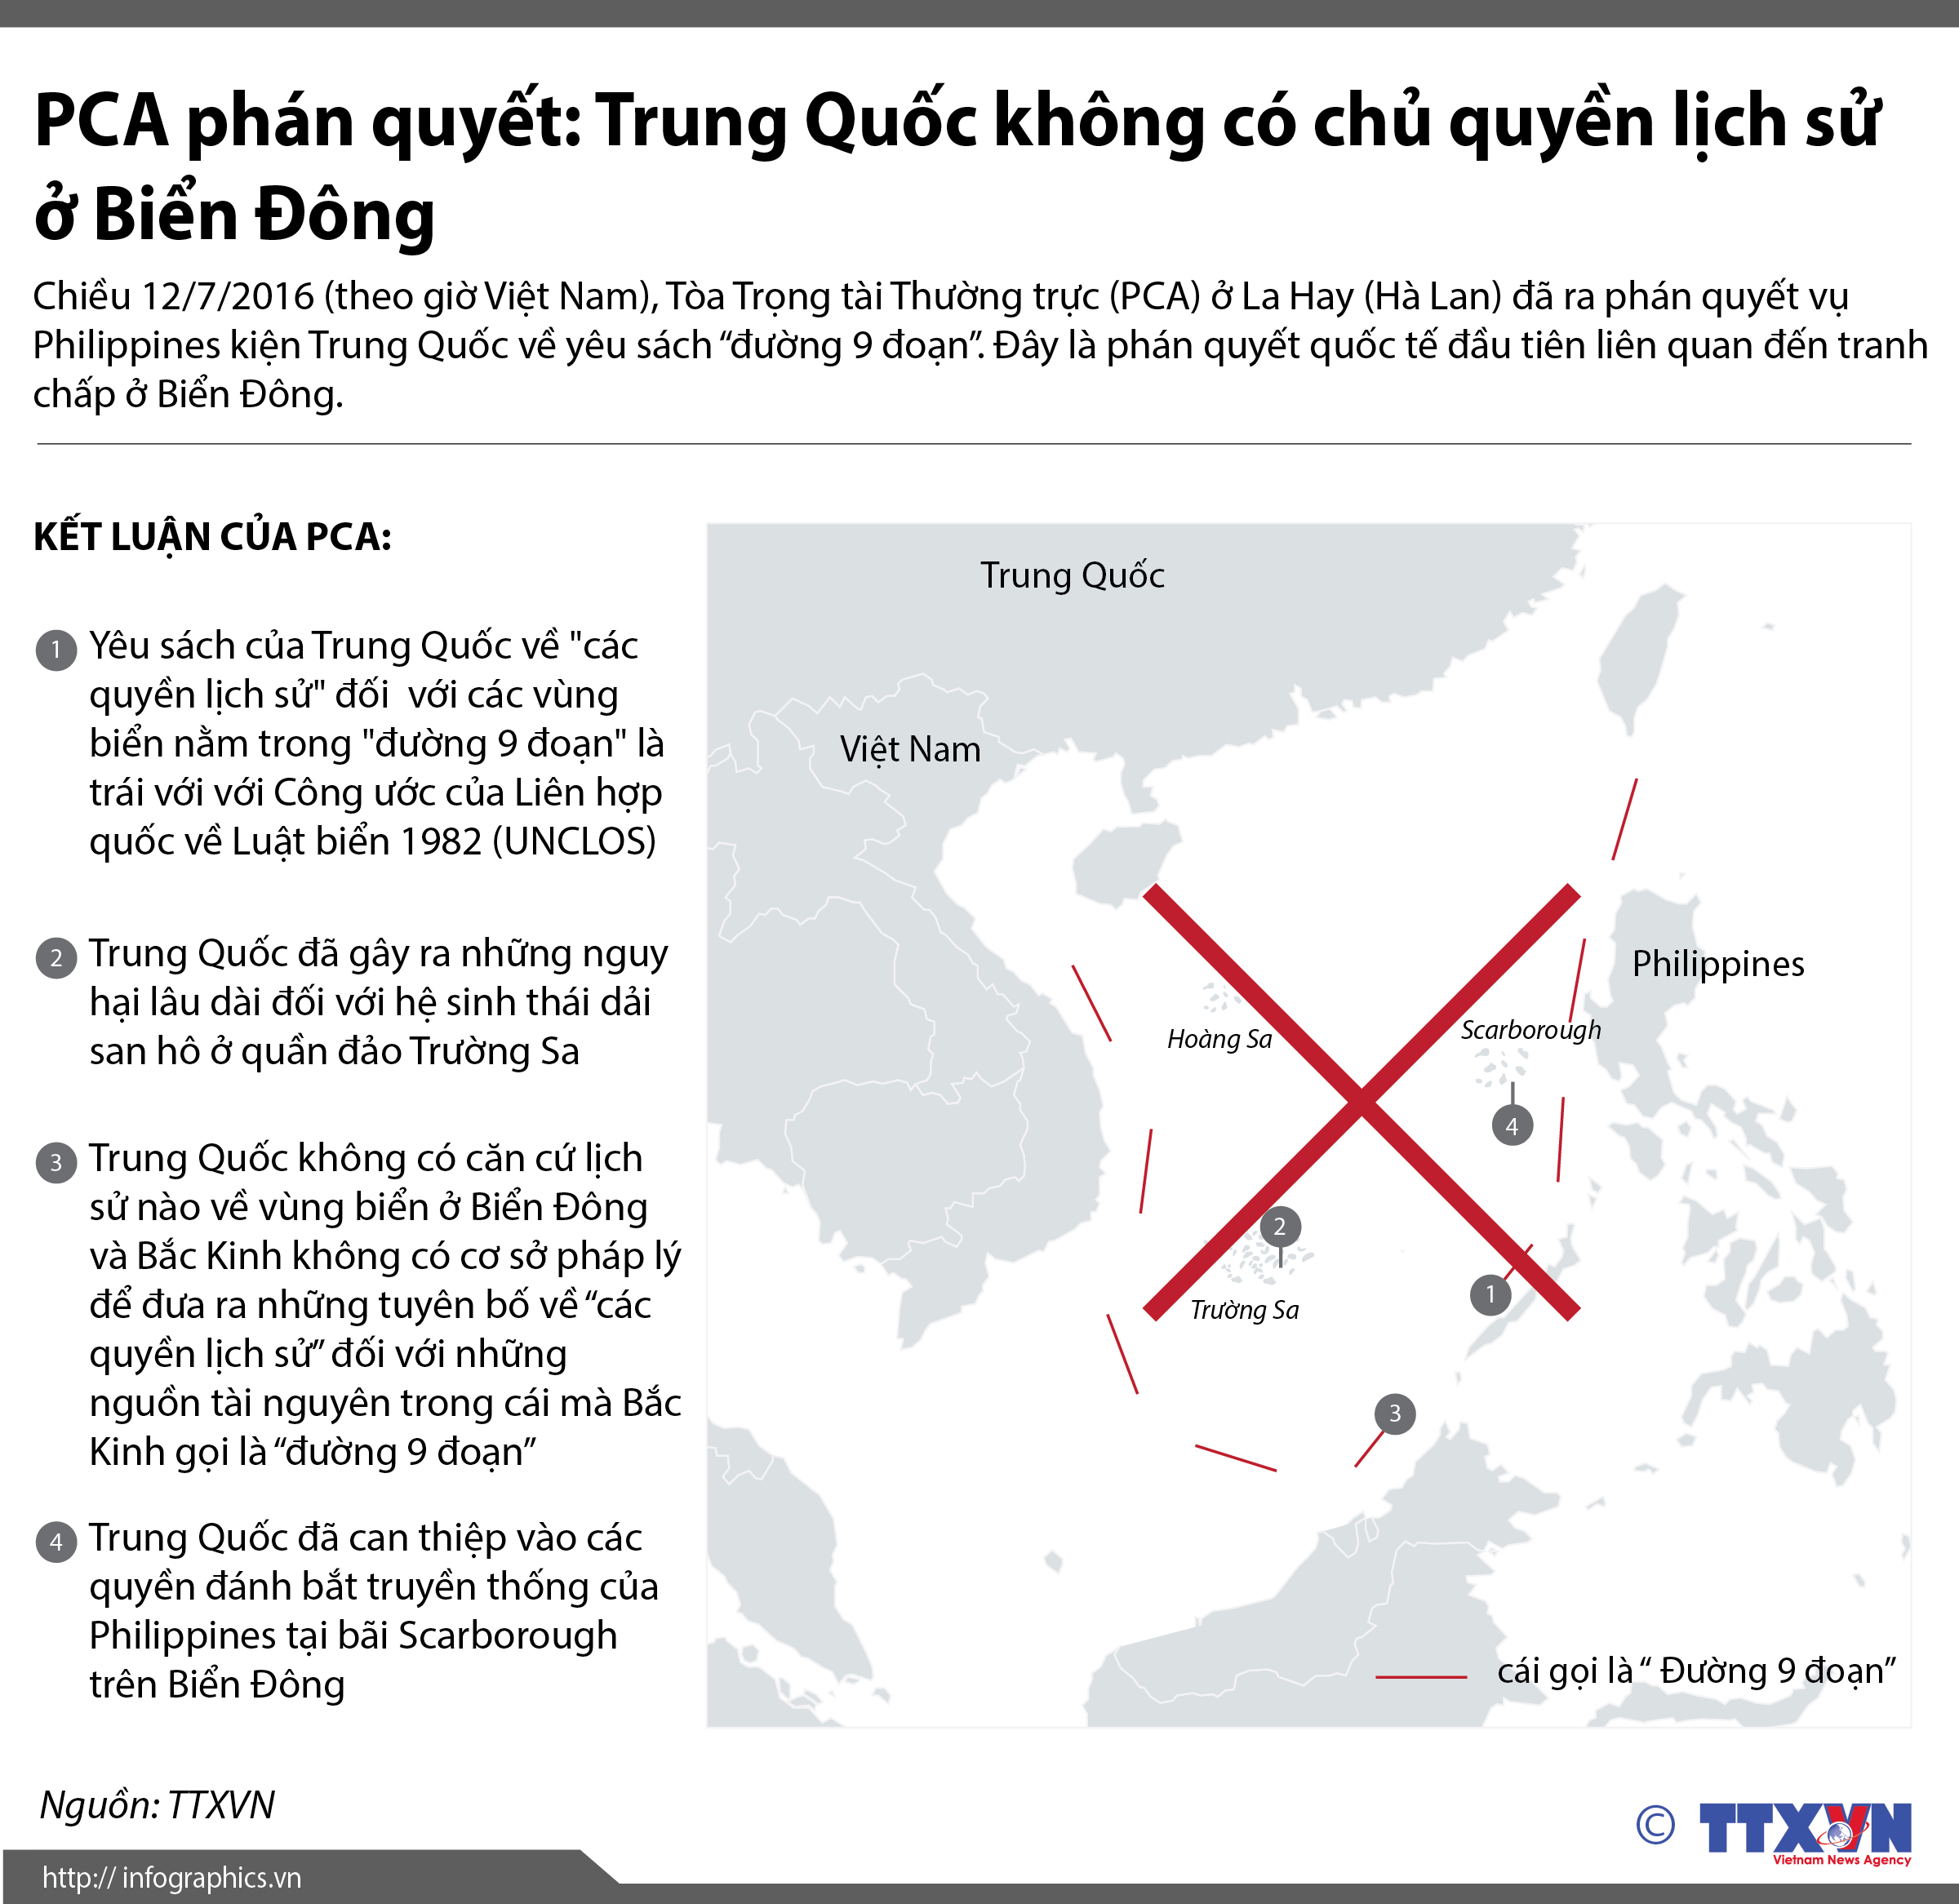 PCA phán quyết: Trung Quốc không có chủ quyền lịch sử
ở Biển Đông
Chiều 12/7/2016 (theo giờ Việt Nam), Tòa Trọng tài Thường trực (PCA) ở La Hay (Hà Lan) đã ra phán quyết vụ
Philippines kiện Trung Quốc về yêu sách “đường 9 đoạn”. Đây là phán quyết quốc tế đầu tiên liên quan đến tranh
chấp ở Biển Đông.
KẾT LUẬN CỦA PCA:
1 Yêu sách của Trung Quốc về "các
quyền lịch sử" đối  với các vùng
biển nằm trong "đường 9 đoạn" là
trái với với Công ước của Liên hợp
quốc về Luật biển 1982 (UNCLOS)
2 Trung Quốc đã gây ra những nguy
hại lâu dài đối với hệ sinh thái dải
san hô ở quần đảo Trường Sa
3 Trung Quốc không có căn cứ lịch
sử nào về vùng biển ở Biển Đông
và Bắc Kinh không có cơ sở pháp lý
để đưa ra những tuyên bố về “các
quyền lịch sử” đối với những
nguồn tài nguyên trong cái mà Bắc
Kinh gọi là “đường 9 đoạn”
4 Trung Quốc đã can thiệp vào các
quyền đánh bắt truyền thống của
Philippines tại bãi Scarborough
trên Biển Đông
Trung Quốc
Việt Nam
Philippines
Hoàng Sa
Scarborough
4
2
Trường Sa
1
3
cái gọi là “ Đường 9 đoạn”
Nguồn: TTXVN
© TTXVN
Vietnam News Agency
http:// infographics.vn